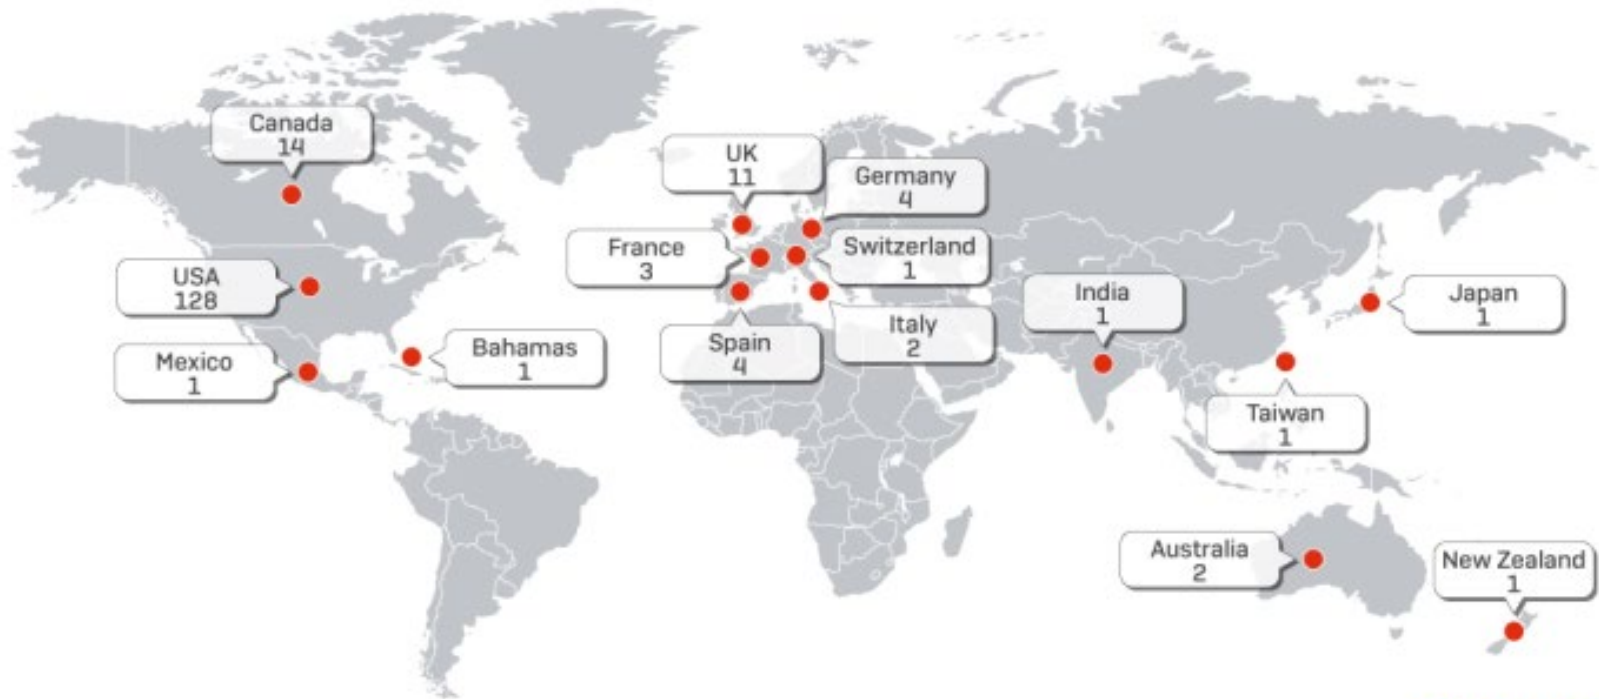 Canada
14
UK
11
Germany
4
France
3
Switzerland
1
USA
128
India
1
Japan
1
Italy
2
Spain
4
Bahamas
1
Mexico
1
Taiwan
1
Australia
2
New Zealand
1